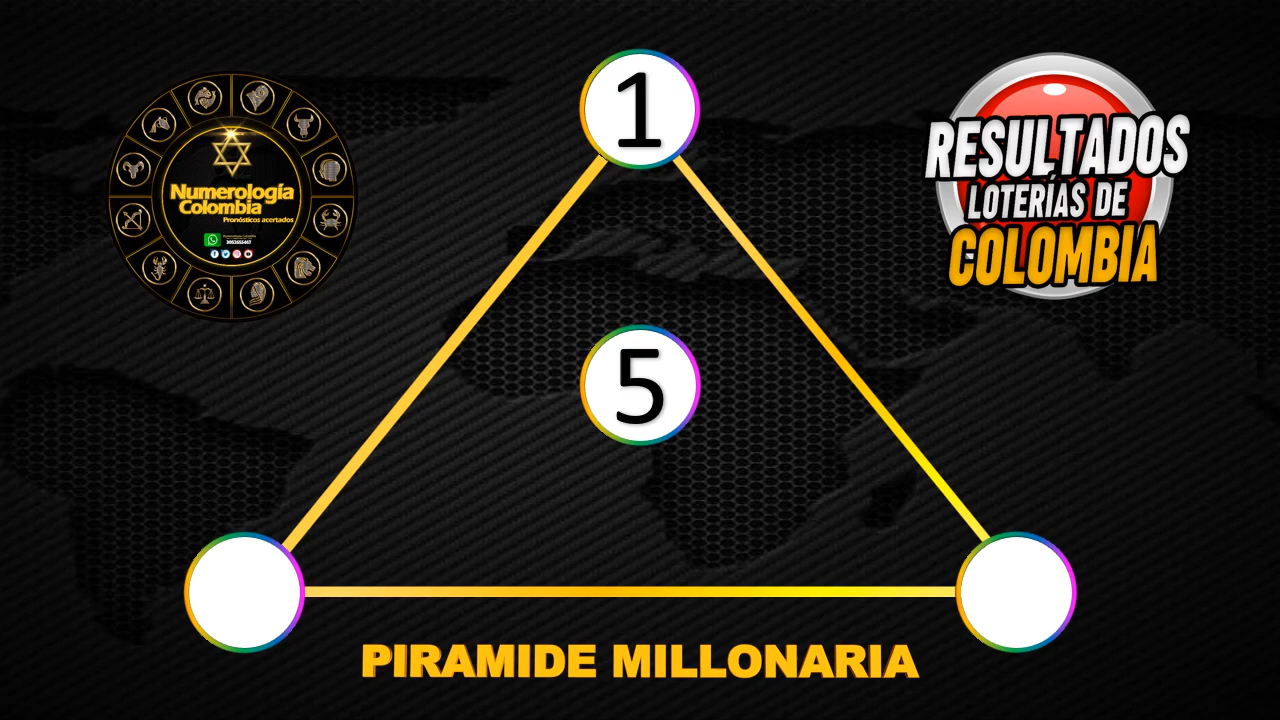 1
Numerología
Colombia
Pronósticos acertados
RESULTADOS
LOTERÍAS DE
COLOMBIA
5
PIRAMIDE MILLONARIA